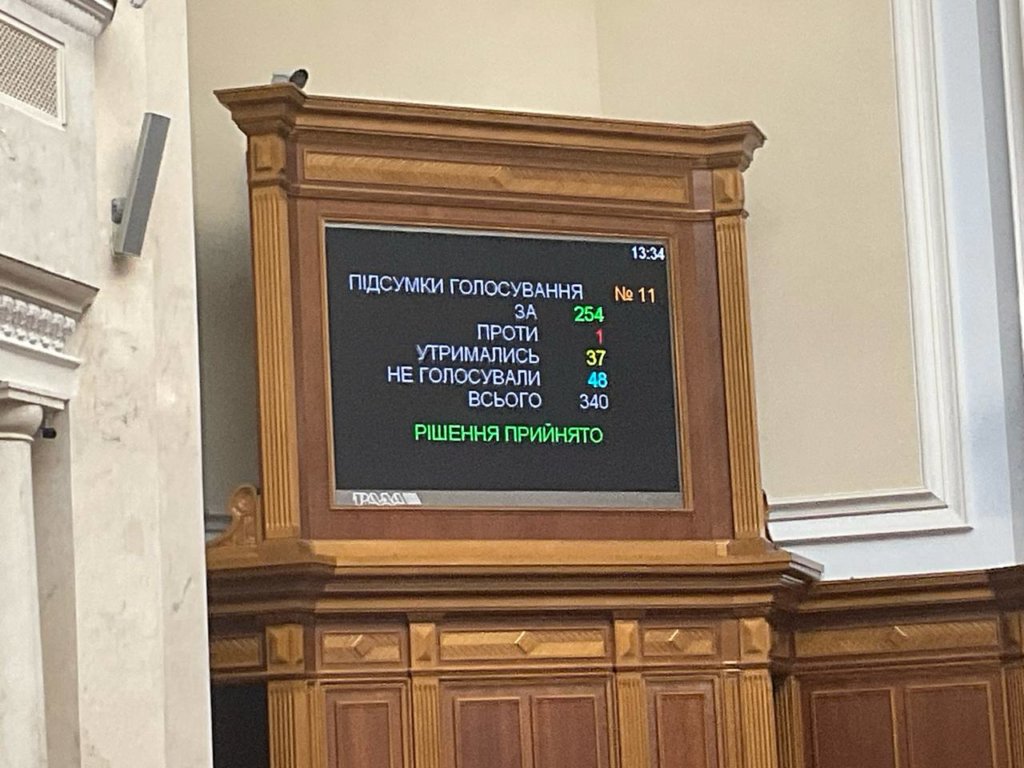 13:34
ПІДСУМКИ ГОЛОСУВАННЯ № 11
ЗА 254
ПРОТИ 1
УТРИМАЛИСЬ 37
НЕ ГОЛОСУВАЛИ 48
ВСЬОГО 340
РІШЕННЯ ПРИЙНЯТО